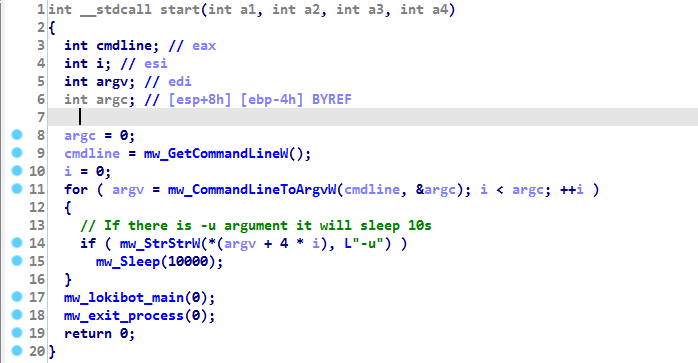 1 int __stdcall start(int a1, int a2, int a3, int a4)
2 {
3   int cmdline; // eax
4   int i; // esi
5   int argv; // edi
6   int argc; // [esp+8h] [ebp-4h] BYREF
7
8   argc = 0;
9   cmdline = mw_GetCommandLineW();
10   i = 0;
11   for ( argv = mw_CommandLineToArgvW(cmdline, &argc); i < argc; ++i )
12   {
13     // If there is -u argument it will sleep 10s
14     if ( mw_StrStrW(*(argv + 4 * i), L"-u") )
15       mw_Sleep(10000);
16   }
17   mw_lokibot_main(0);
18   mw_exit_process(0);
19   return 0;
20 }